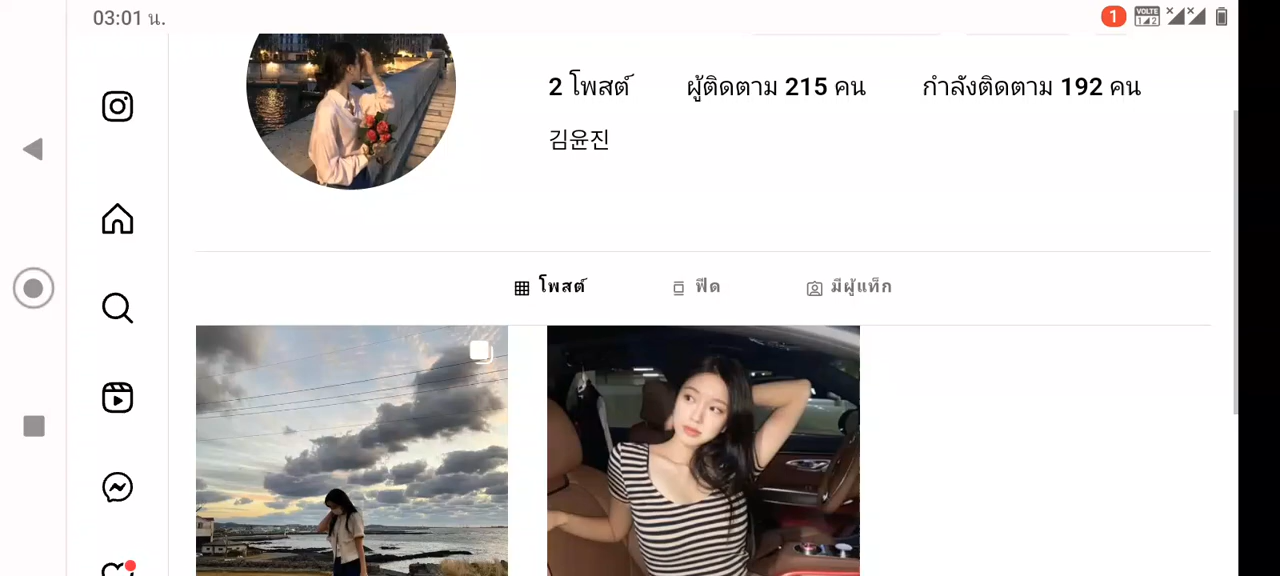 03:01 น.
1
VOLTE
1 2
2 โพสต์ ผู้ติดตาม 215 คน กำลังติดตาม 192 คน
김윤진
โพสต์ ฟีด มีผู้แท็ก